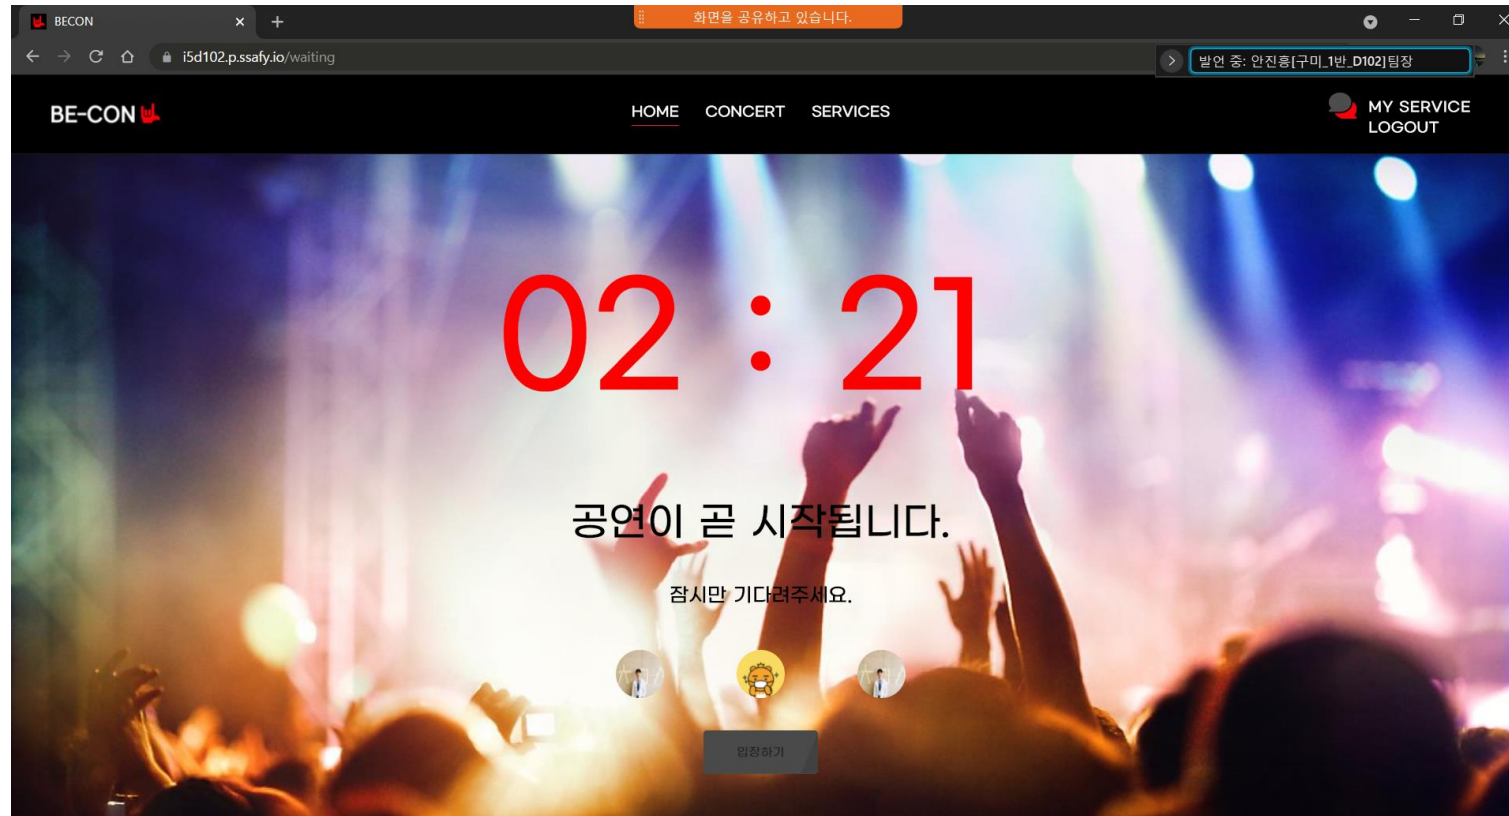 BECON
화면을 공유하고 있습니다.
i5d102.p.ssafy.io/waiting
발언 중: 안진흥[구미_1반_D102]팀장
BE-CON
HOME CONCERT SERVICES
MY SERVICE
LOGOUT
02 : 21
공연이 곧 시작됩니다.
잠시만 기다려주세요.
입장하기